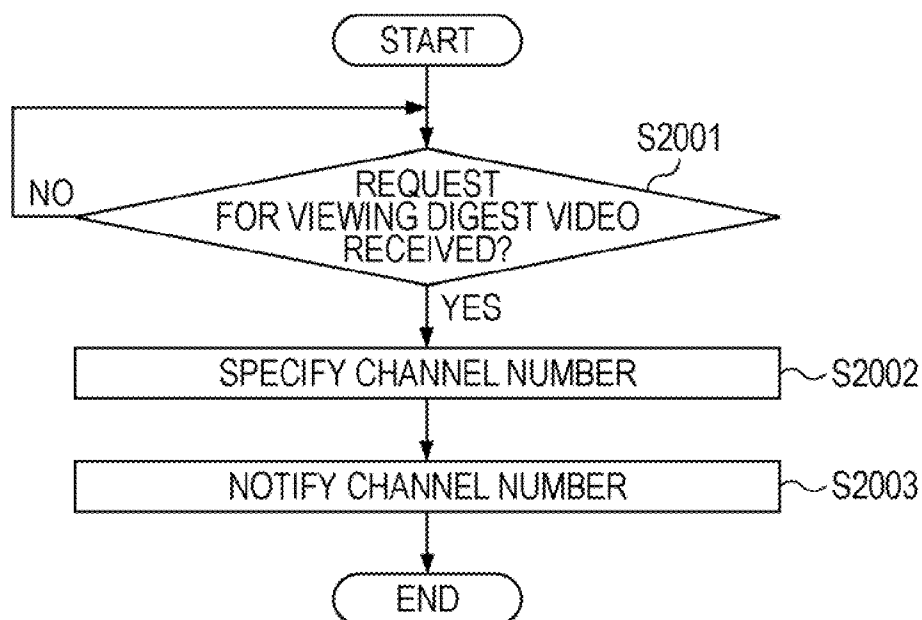 START
S2001
REQUEST
FOR VIEWING DIGEST VIDEO
RECEIVED?
NO
YES
SPECIFY CHANNEL NUMBER
S2002
NOTIFY CHANNEL NUMBER
S2003
END